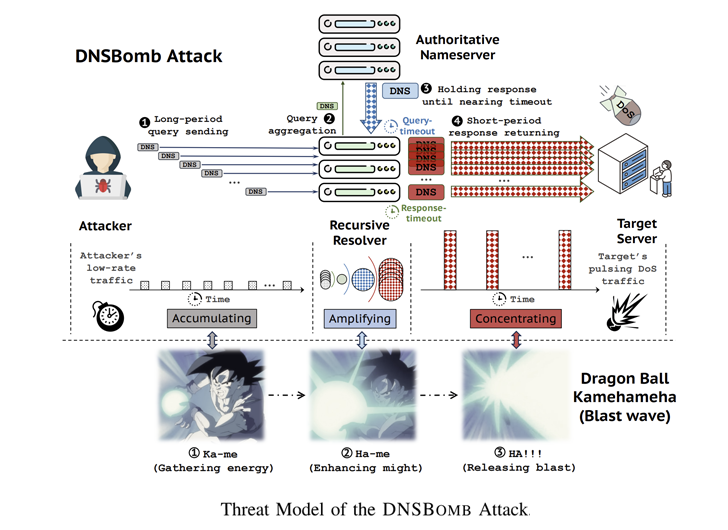 DNSBomb Attack
Authoritative
Nameserver
DNS
❸ Holding response
until nearing timeout
DoS
❶ Long-period
query sending
DNS
Query ❷
aggregation
Query-
timeout
❹ Short-period
response returning
DNS
DNS
DNS
DNS
...
DNS
DNS
DNS
DNS
...
DNS
...
Response-
timeout
Attacker
Recursive
Resolver
Target
Server
Attacker's
low-rate
traffic
...
Time
...
Time
Target's
pulsing DoS
traffic
Accumulating
Amplifying
Concentrating
Dragon Ball
Kamehameha
(Blast wave)
① Ka-me
(Gathering energy)
② Ha-me
(Enhancing might)
③ HA!!!
(Releasing blast)
Threat Model of the DNSBOMB Attack.